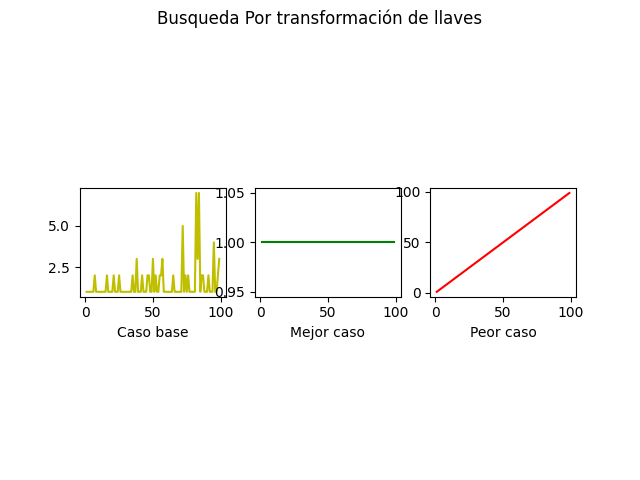 Busqueda Por transformación de llaves
5.0
2.5
0 50 100
Caso base
1.05
1.00
0.95
0 50 100
Mejor caso
100
50
0
0 50 100
Peor caso